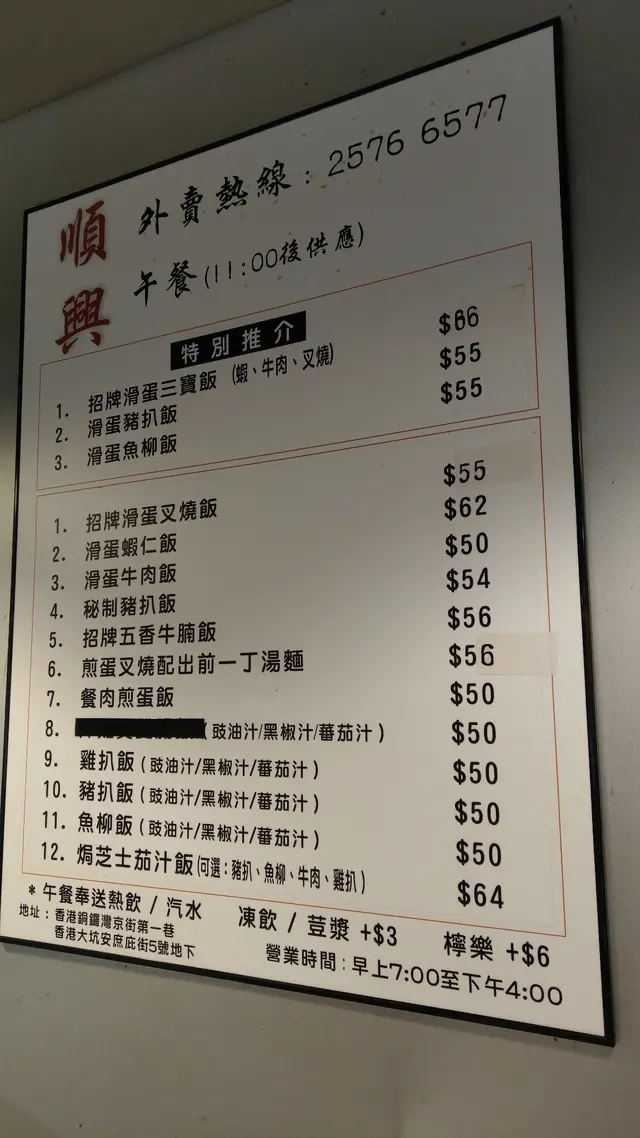 順興
外賣熱線：2576 6577
午餐(11:00後供應)
特別推介
1. 招牌滑蛋三寶飯 (蝦、牛肉、叉燒) $66
2. 滑蛋豬扒飯 $55
3. 滑蛋魚柳飯 $55
1. 招牌滑蛋叉燒飯 $55
2. 滑蛋蝦仁飯 $62
3. 滑蛋牛肉飯 $50
4. 秘制豬扒飯 $54
5. 招牌五香牛腩飯 $56
6. 煎蛋叉燒配出前一丁湯麵 $56
7. 餐肉煎蛋飯 $50
8. (豉油汁/黑椒汁/蕃茄汁) $50
9. 雞扒飯(豉油汁/黑椒汁/蕃茄汁) $50
10. 豬扒飯(豉油汁/黑椒汁/蕃茄汁) $50
11. 魚柳飯(豉油汁/黑椒汁/蕃茄汁) $50
12. 焗芝士茄汁飯(可選：豬扒、魚柳、牛肉、雞扒) $64
*午餐奉送熱飲 / 汽水 凍飲 / 荳漿 +$3 檸樂 +$6
地址：香港銅鑼灣京街第一巷
香港大坑安庶庇街5號地下
營業時間：早上7:00至下午4:00